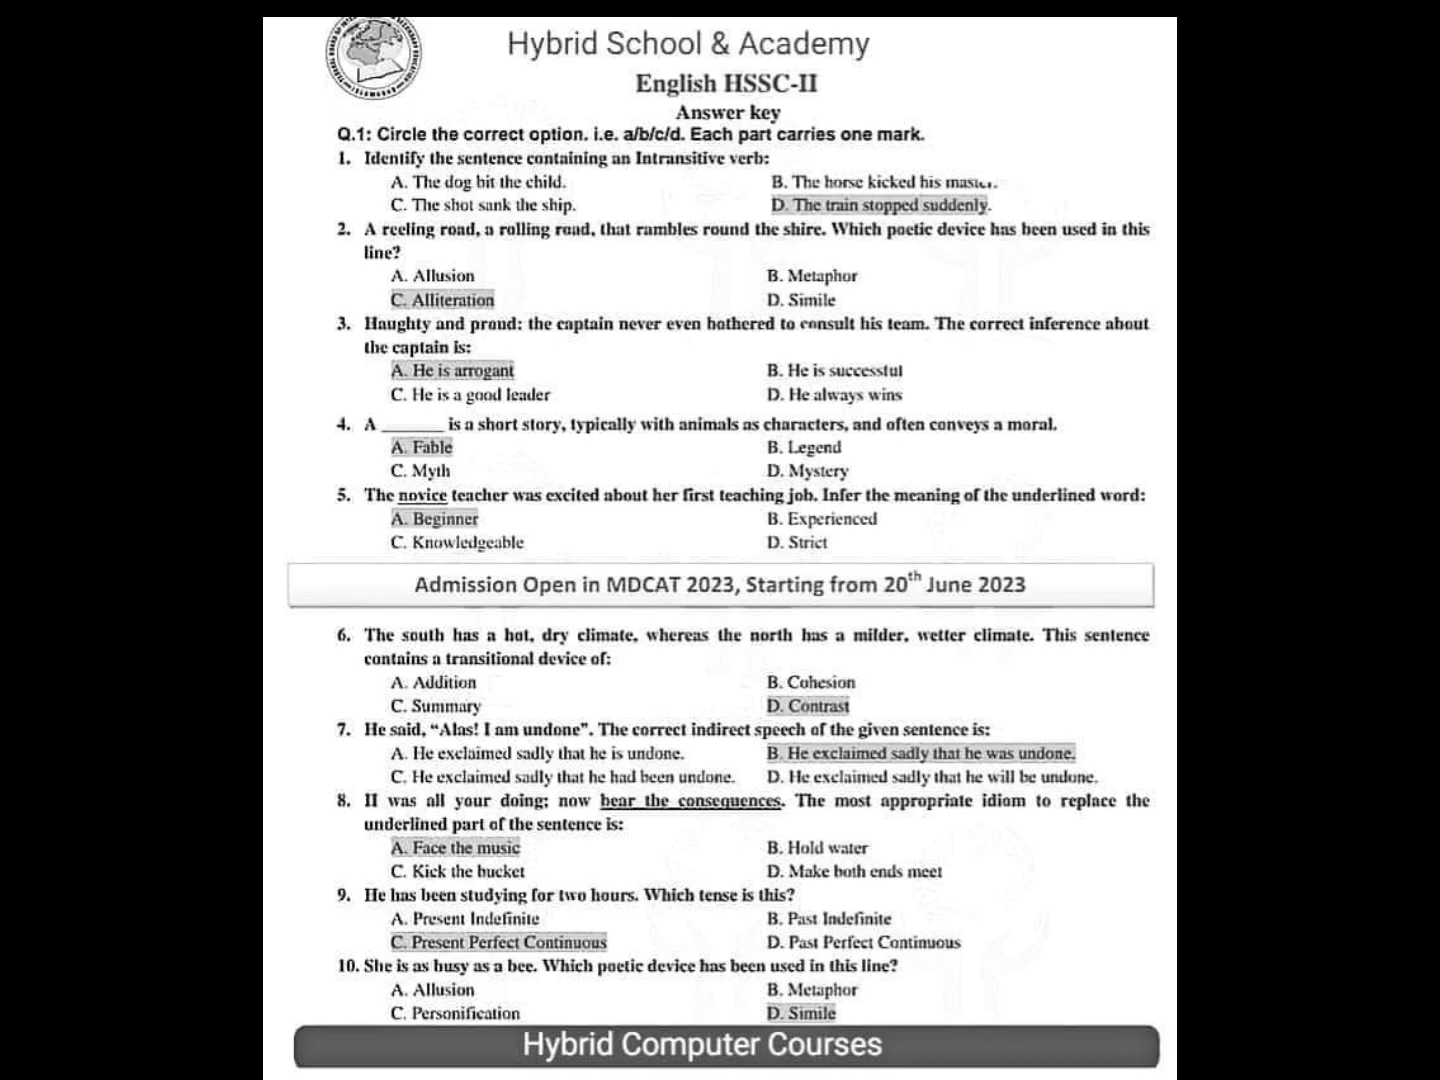 Hybrid School & Academy
English HSSC-II
Answer key
Q.1: Circle the correct option. i.e. a/b/c/d. Each part carries one mark.
1. Identify the sentence containing an Intransitive verb:
A. The dog bit the child. B. The horse kicked his master.
C. The shot sank the ship. D. The train stopped suddenly.
2. A reeling road, a rolling road, that rambles round the shire. Which poetic device has been used in this
line?
A. Allusion B. Metaphor
C. Alliteration D. Simile
3. Haughty and proud: the captain never even bothered to consult his team. The correct inference about
the captain is:
A. He is arrogant B. He is successful
C. He is a good leader D. He always wins
4. A ______ is a short story, typically with animals as characters, and often conveys a moral.
A. Fable B. Legend
C. Myth D. Mystery
5. The novice teacher was excited about her first teaching job. Infer the meaning of the underlined word:
A. Beginner B. Experienced
C. Knowledgeable D. Strict
Admission Open in MDCAT 2023, Starting from 20th June 2023
6. The south has a hot, dry climate, whereas the north has a milder, wetter climate. This sentence
contains a transitional device of:
A. Addition B. Cohesion
C. Summary D. Contrast
7. He said, “Alas! I am undone”. The correct indirect speech of the given sentence is:
A. He exclaimed sadly that he is undone. B. He exclaimed sadly that he was undone.
C. He exclaimed sadly that he had been undone. D. He exclaimed sadly that he will be undone.
8. It was all your doing; now bear the consequences. The most appropriate idiom to replace the
underlined part of the sentence is:
A. Face the music B. Hold water
C. Kick the bucket D. Make both ends meet
9. He has been studying for two hours. Which tense is this?
A. Present Indefinite B. Past Indefinite
C. Present Perfect Continuous D. Past Perfect Continuous
10. She is as busy as a bee. Which poetic device has been used in this line?
A. Allusion B. Metaphor
C. Personification D. Simile
Hybrid Computer Courses